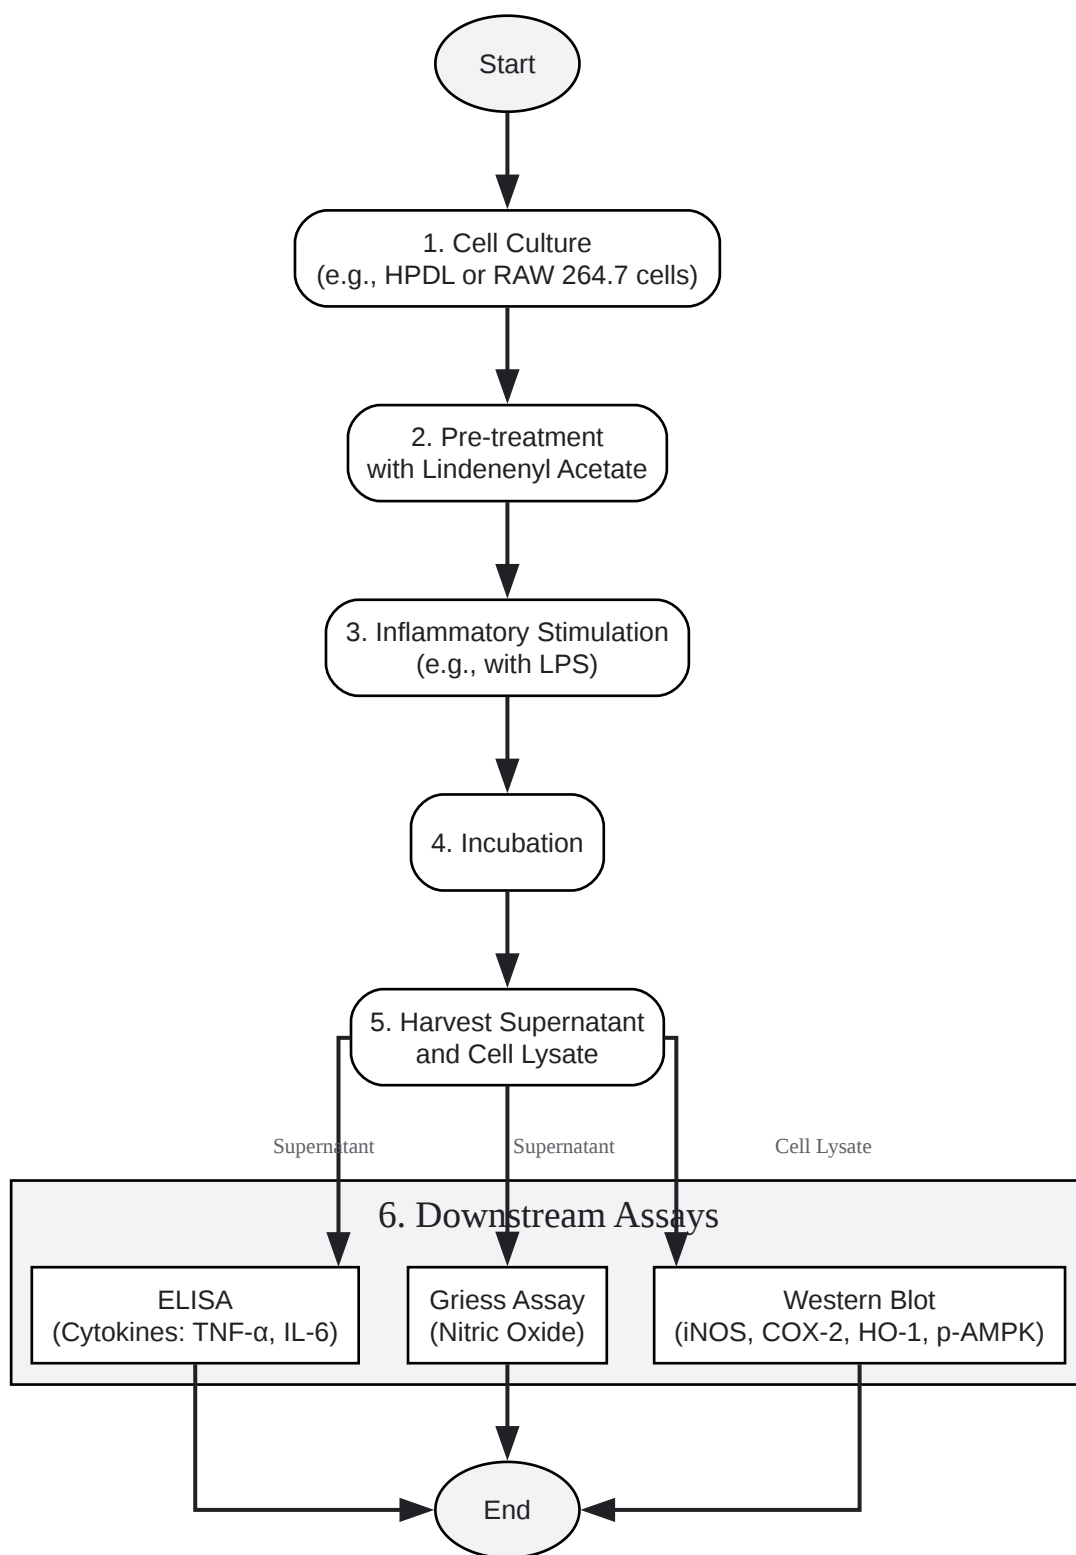 Start
1. Cell Culture
(e.g., HPDL or RAW 264.7 cells)
2. Pre-treatment
with Lindenenyl Acetate
3. Inflammatory Stimulation
(e.g., with LPS)
4. Incubation
5. Harvest Supernatant
and Cell Lysate
Supernatant
Supernatant
Cell Lysate
6. Downstream Assays
ELISA
(Cytokines: TNF-α, IL-6)
Griess Assay
(Nitric Oxide)
Western Blot
(iNOS, COX-2, HO-1, p-AMPK)
End